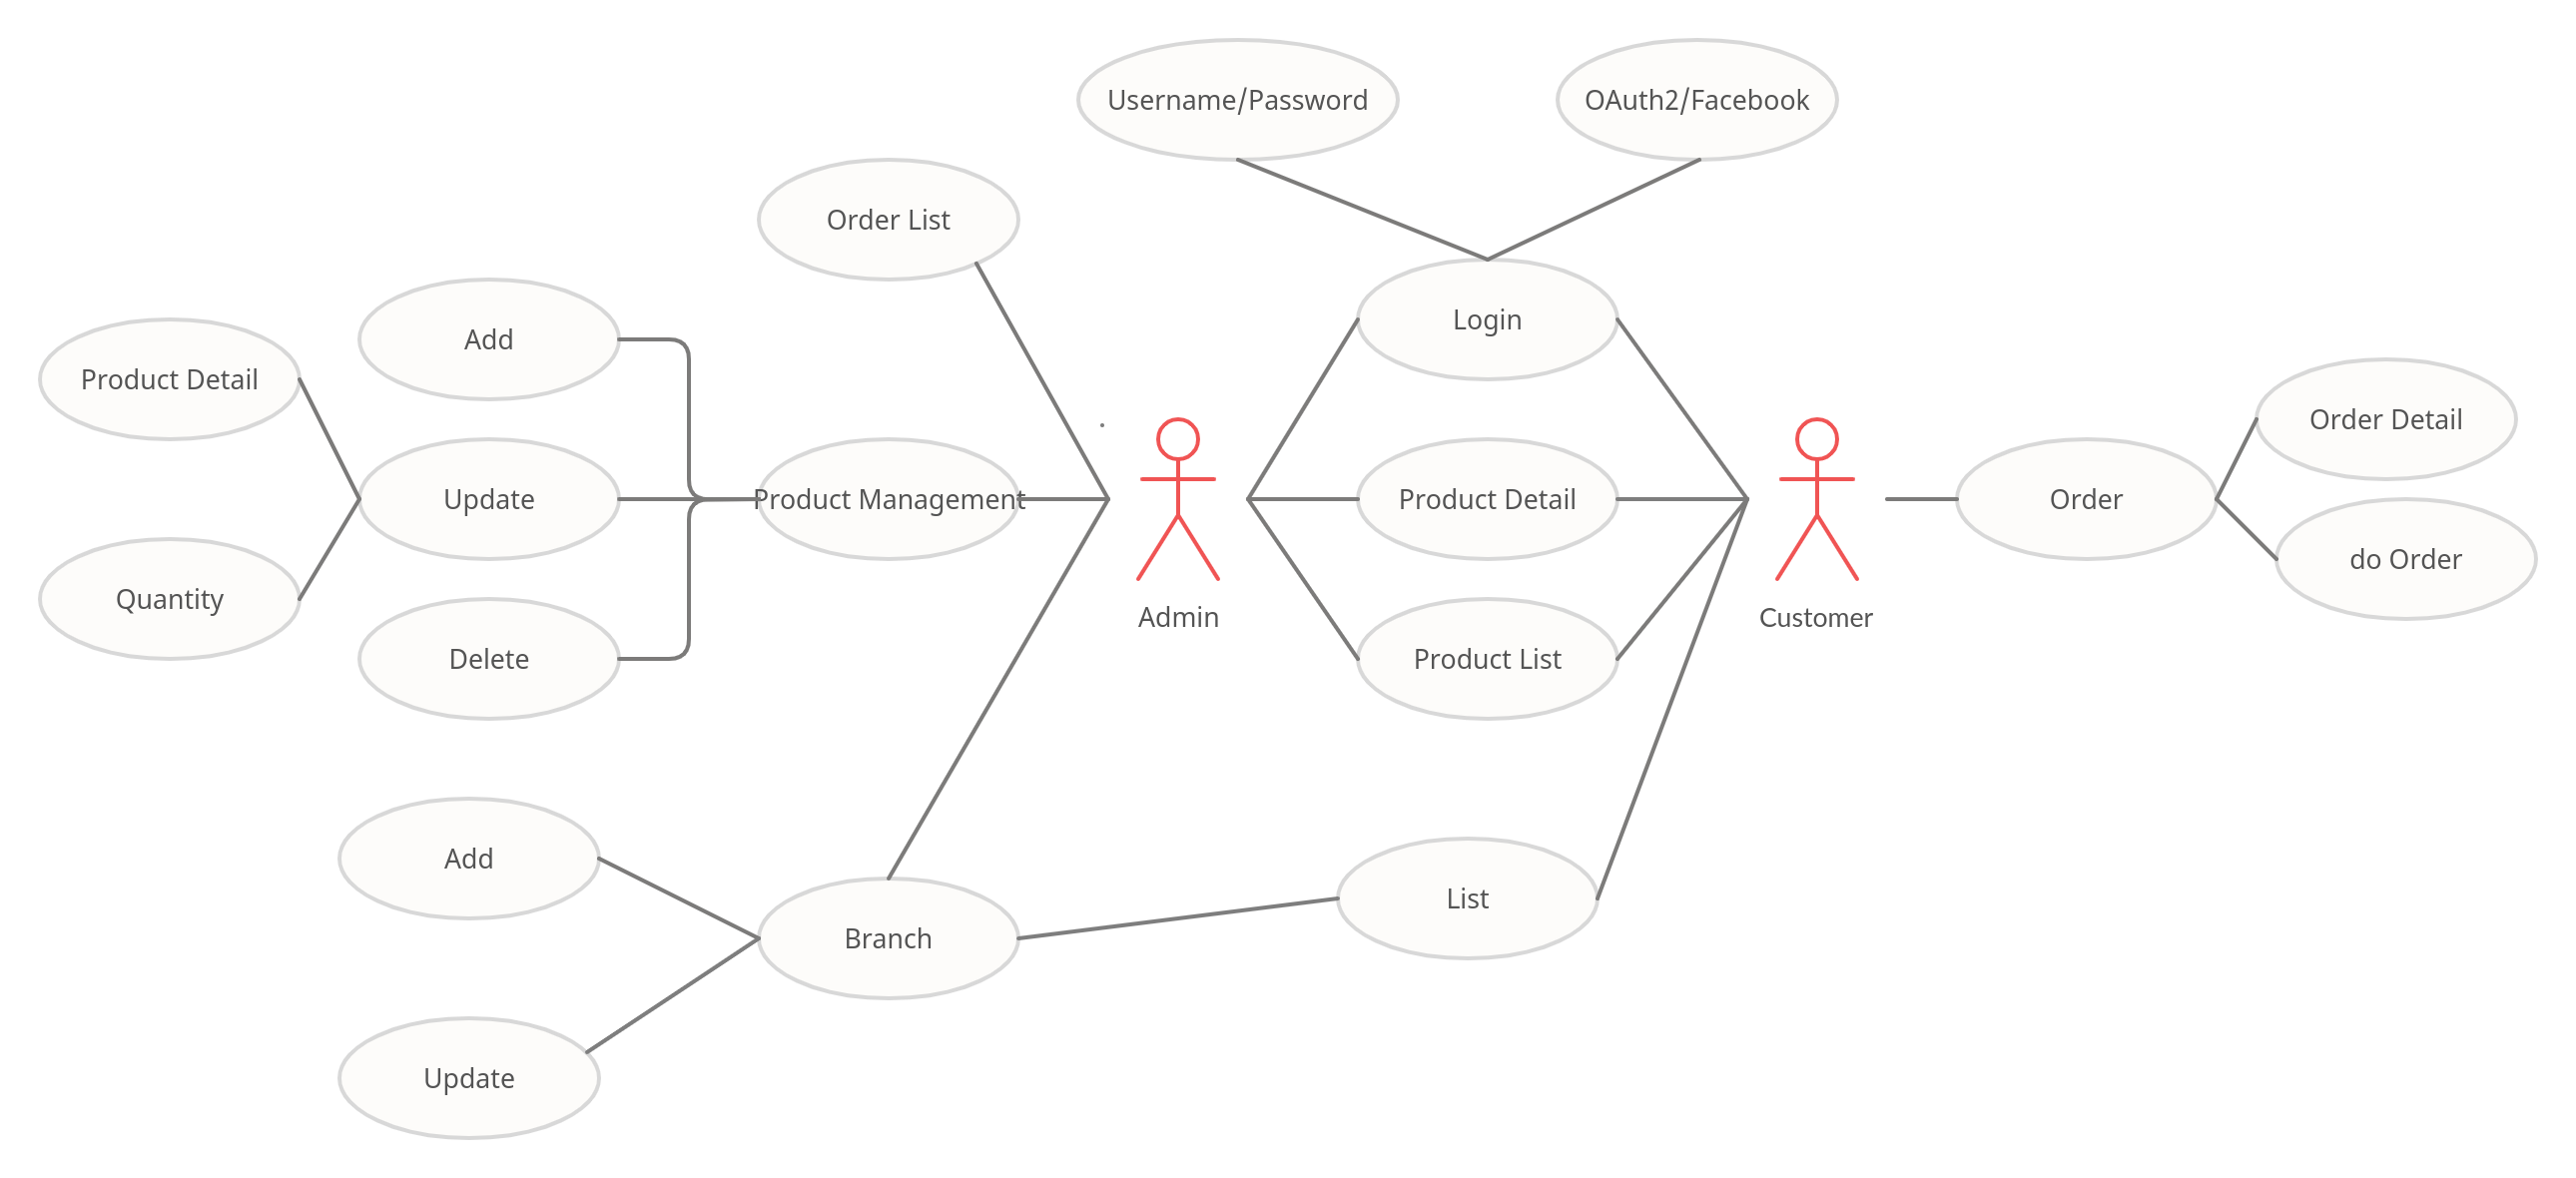 Username/Password
OAuth2/Facebook
Order List
Login
Add
Product Detail
Order Detail
Update
Product Management
Product Detail
Order
do Order
Quantity
Admin
Customer
Delete
Product List
Add
List
Branch
Update